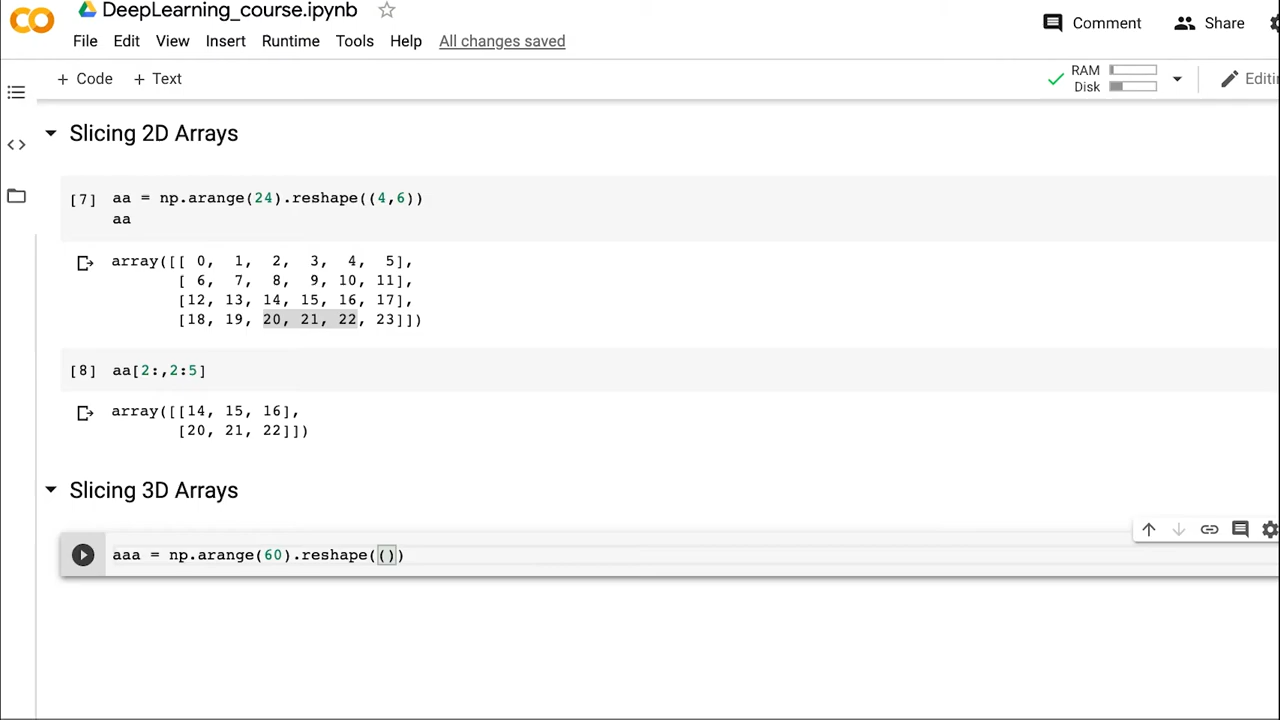 DeepLearning_course.ipynb
File Edit View Insert Runtime Tools Help All changes saved
Comment Share
+ Code + Text
RAM
Disk
Slicing 2D Arrays
[7] aa = np.arange(24).reshape((4,6))
aa
array([[ 0, 1, 2, 3, 4, 5],
[ 6, 7, 8, 9, 10, 11],
[12, 13, 14, 15, 16, 17],
[18, 19, 20, 21, 22, 23]])
[8] aa[2:,2:5]
array([[14, 15, 16],
[20, 21, 22]])
Slicing 3D Arrays
aaa = np.arange(60).reshape(())